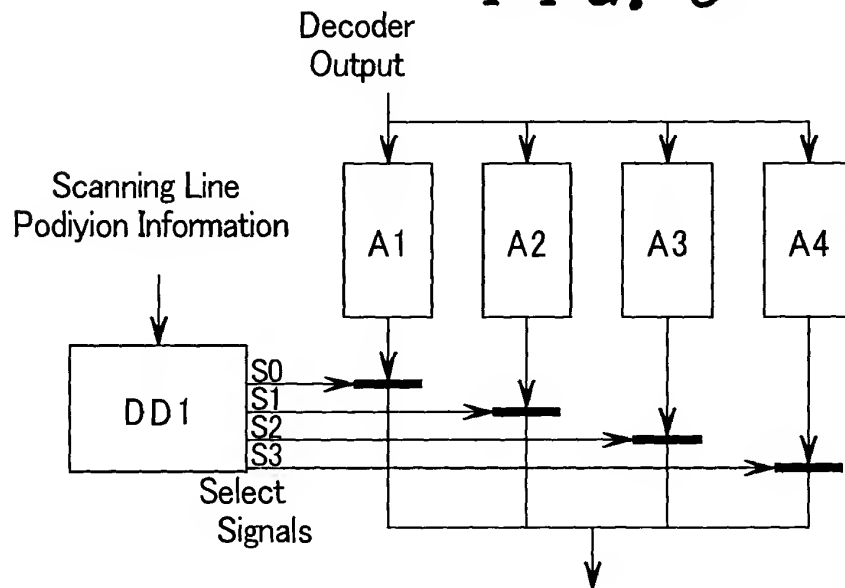 Decoder
Output
Scanning Line
Podiyion Information
A1
A2
A3
A4
DD1
S0
S1
S2
S3
Select
Signals